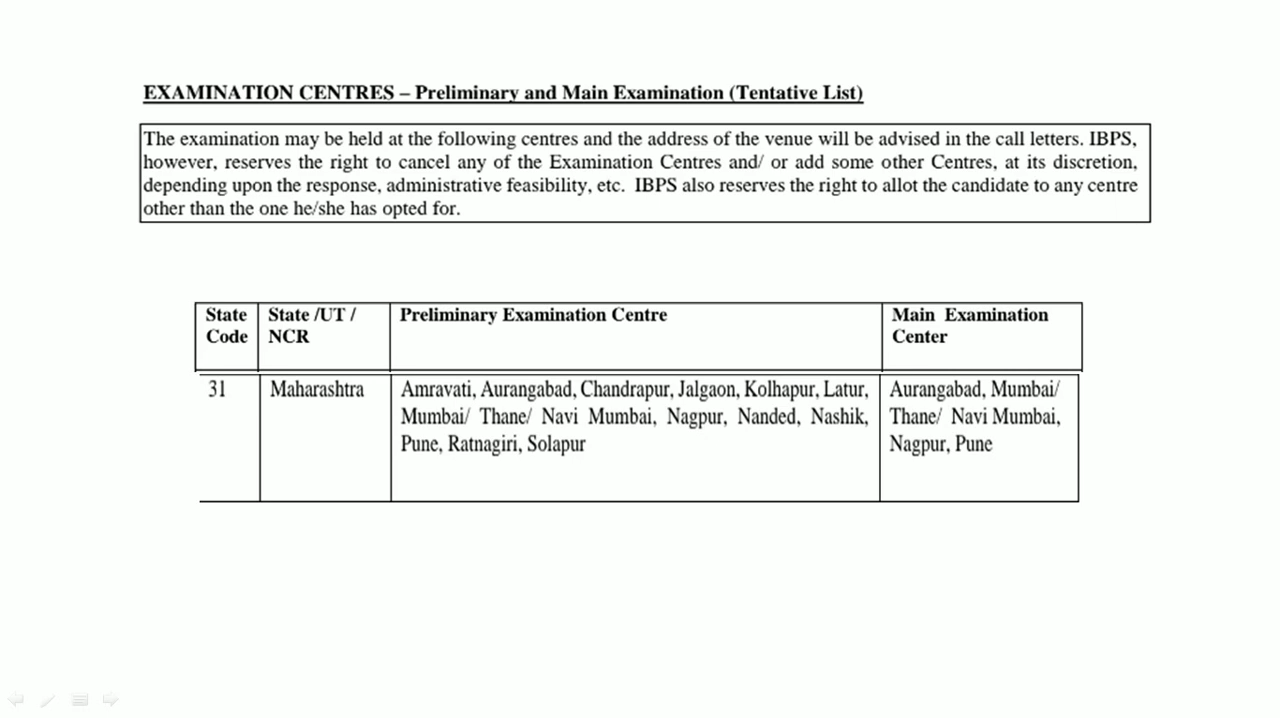 EXAMINATION CENTRES – Preliminary and Main Examination (Tentative List)
The examination may be held at the following centres and the address of the venue will be advised in the call letters. IBPS,
however, reserves the right to cancel any of the Examination Centres and/ or add some other Centres, at its discretion,
depending upon the response, administrative feasibility, etc. IBPS also reserves the right to allot the candidate to any centre
other than the one he/she has opted for.
State
Code
State /UT /
NCR
Preliminary Examination Centre
Main Examination
Center
31
Maharashtra
Amravati, Aurangabad, Chandrapur, Jalgaon, Kolhapur, Latur,
Mumbai/ Thane/ Navi Mumbai, Nagpur, Nanded, Nashik,
Pune, Ratnagiri, Solapur
Aurangabad, Mumbai/
Thane/ Navi Mumbai,
Nagpur, Pune